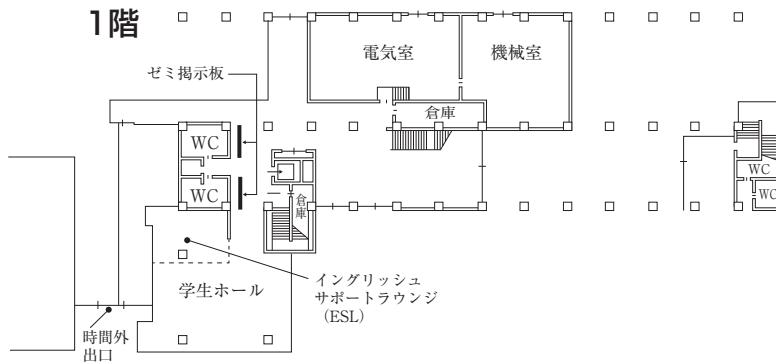 1階
電気室
機械室
ゼミ掲示板
倉庫
WC
WC
WC
WC
倉庫
イングリッシュ
サポートラウンジ
（ESL）
学生ホール
時間外
出口